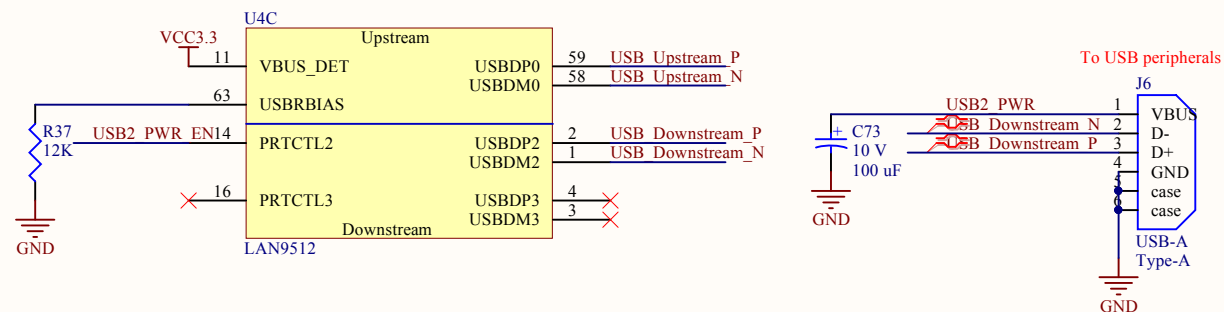 U4C
Upstream
VCC3.3
11
VBUS_DET
USBDP0
59
USB_Upstream_P
USBDM0
58
USB_Upstream_N
63
USBRBIAS
R37
12K
USB2_PWR_EN
14
PRTCTL2
USBDP2
2
USB_Downstream_P
USBDM2
1
USB_Downstream_N
16
PRTCTL3
USBDP3
4
USBDM3
3
Downstream
LAN9512
GND
To USB peripherals
J6
USB2_PWR
1
VBUS
USB_Downstream_N
2
D-
USB_Downstream_P
3
D+
4
GND
5
case
6
case
C73
10 V
100 uF
GND
USB-A
Type-A
GND